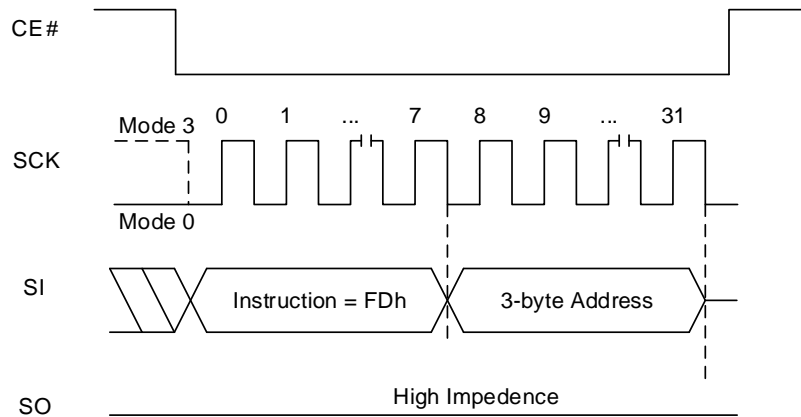 CE#
0 1 ... 7 8 9 ... 31
Mode 3
SCK
Mode 0
SI
Instruction = FDh
3-byte Address
High Impedence
SO